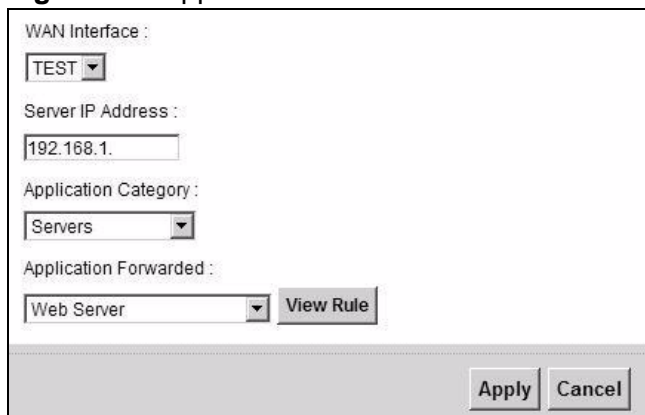 WAN Interface :
TEST
Server IP Address :
192.168.1.
Application Category :
Servers
Application Forwarded :
Web Server View Rule
Apply Cancel